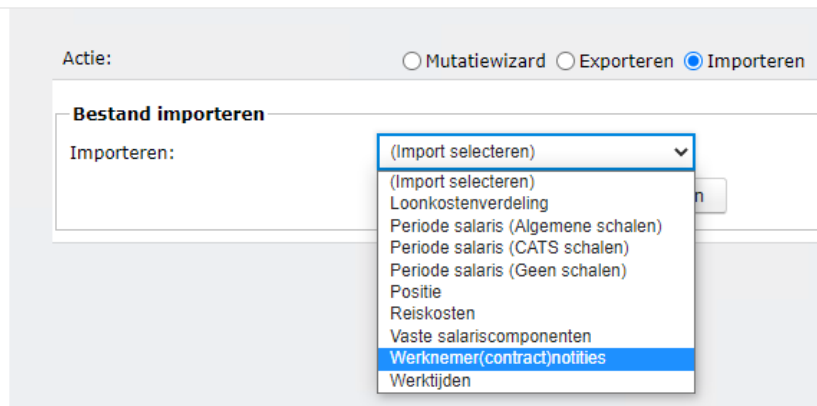 Actie:
Mutatiewizard Exporteren Importeren
Bestand importeren
Importeren:
(Import selecteren)
(Import selecteren)
Loonkostenverdeling
n
Periode salaris (Algemene schalen)
Periode salaris (CATS schalen)
Periode salaris (Geen schalen)
Positie
Reiskosten
Vaste salariscomponenten
Werknemer(contract)notities
Werktijden